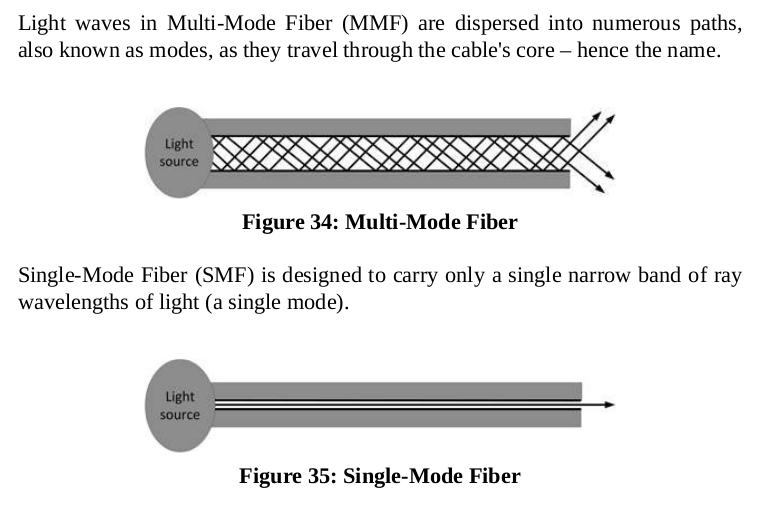 Light waves in Multi-Mode Fiber (MMF) are dispersed into numerous paths,
also known as modes, as they travel through the cable's core – hence the name.
Light
source
Figure 34: Multi-Mode Fiber
Single-Mode Fiber (SMF) is designed to carry only a single narrow band of ray
wavelengths of light (a single mode).
Light
source
Figure 35: Single-Mode Fiber